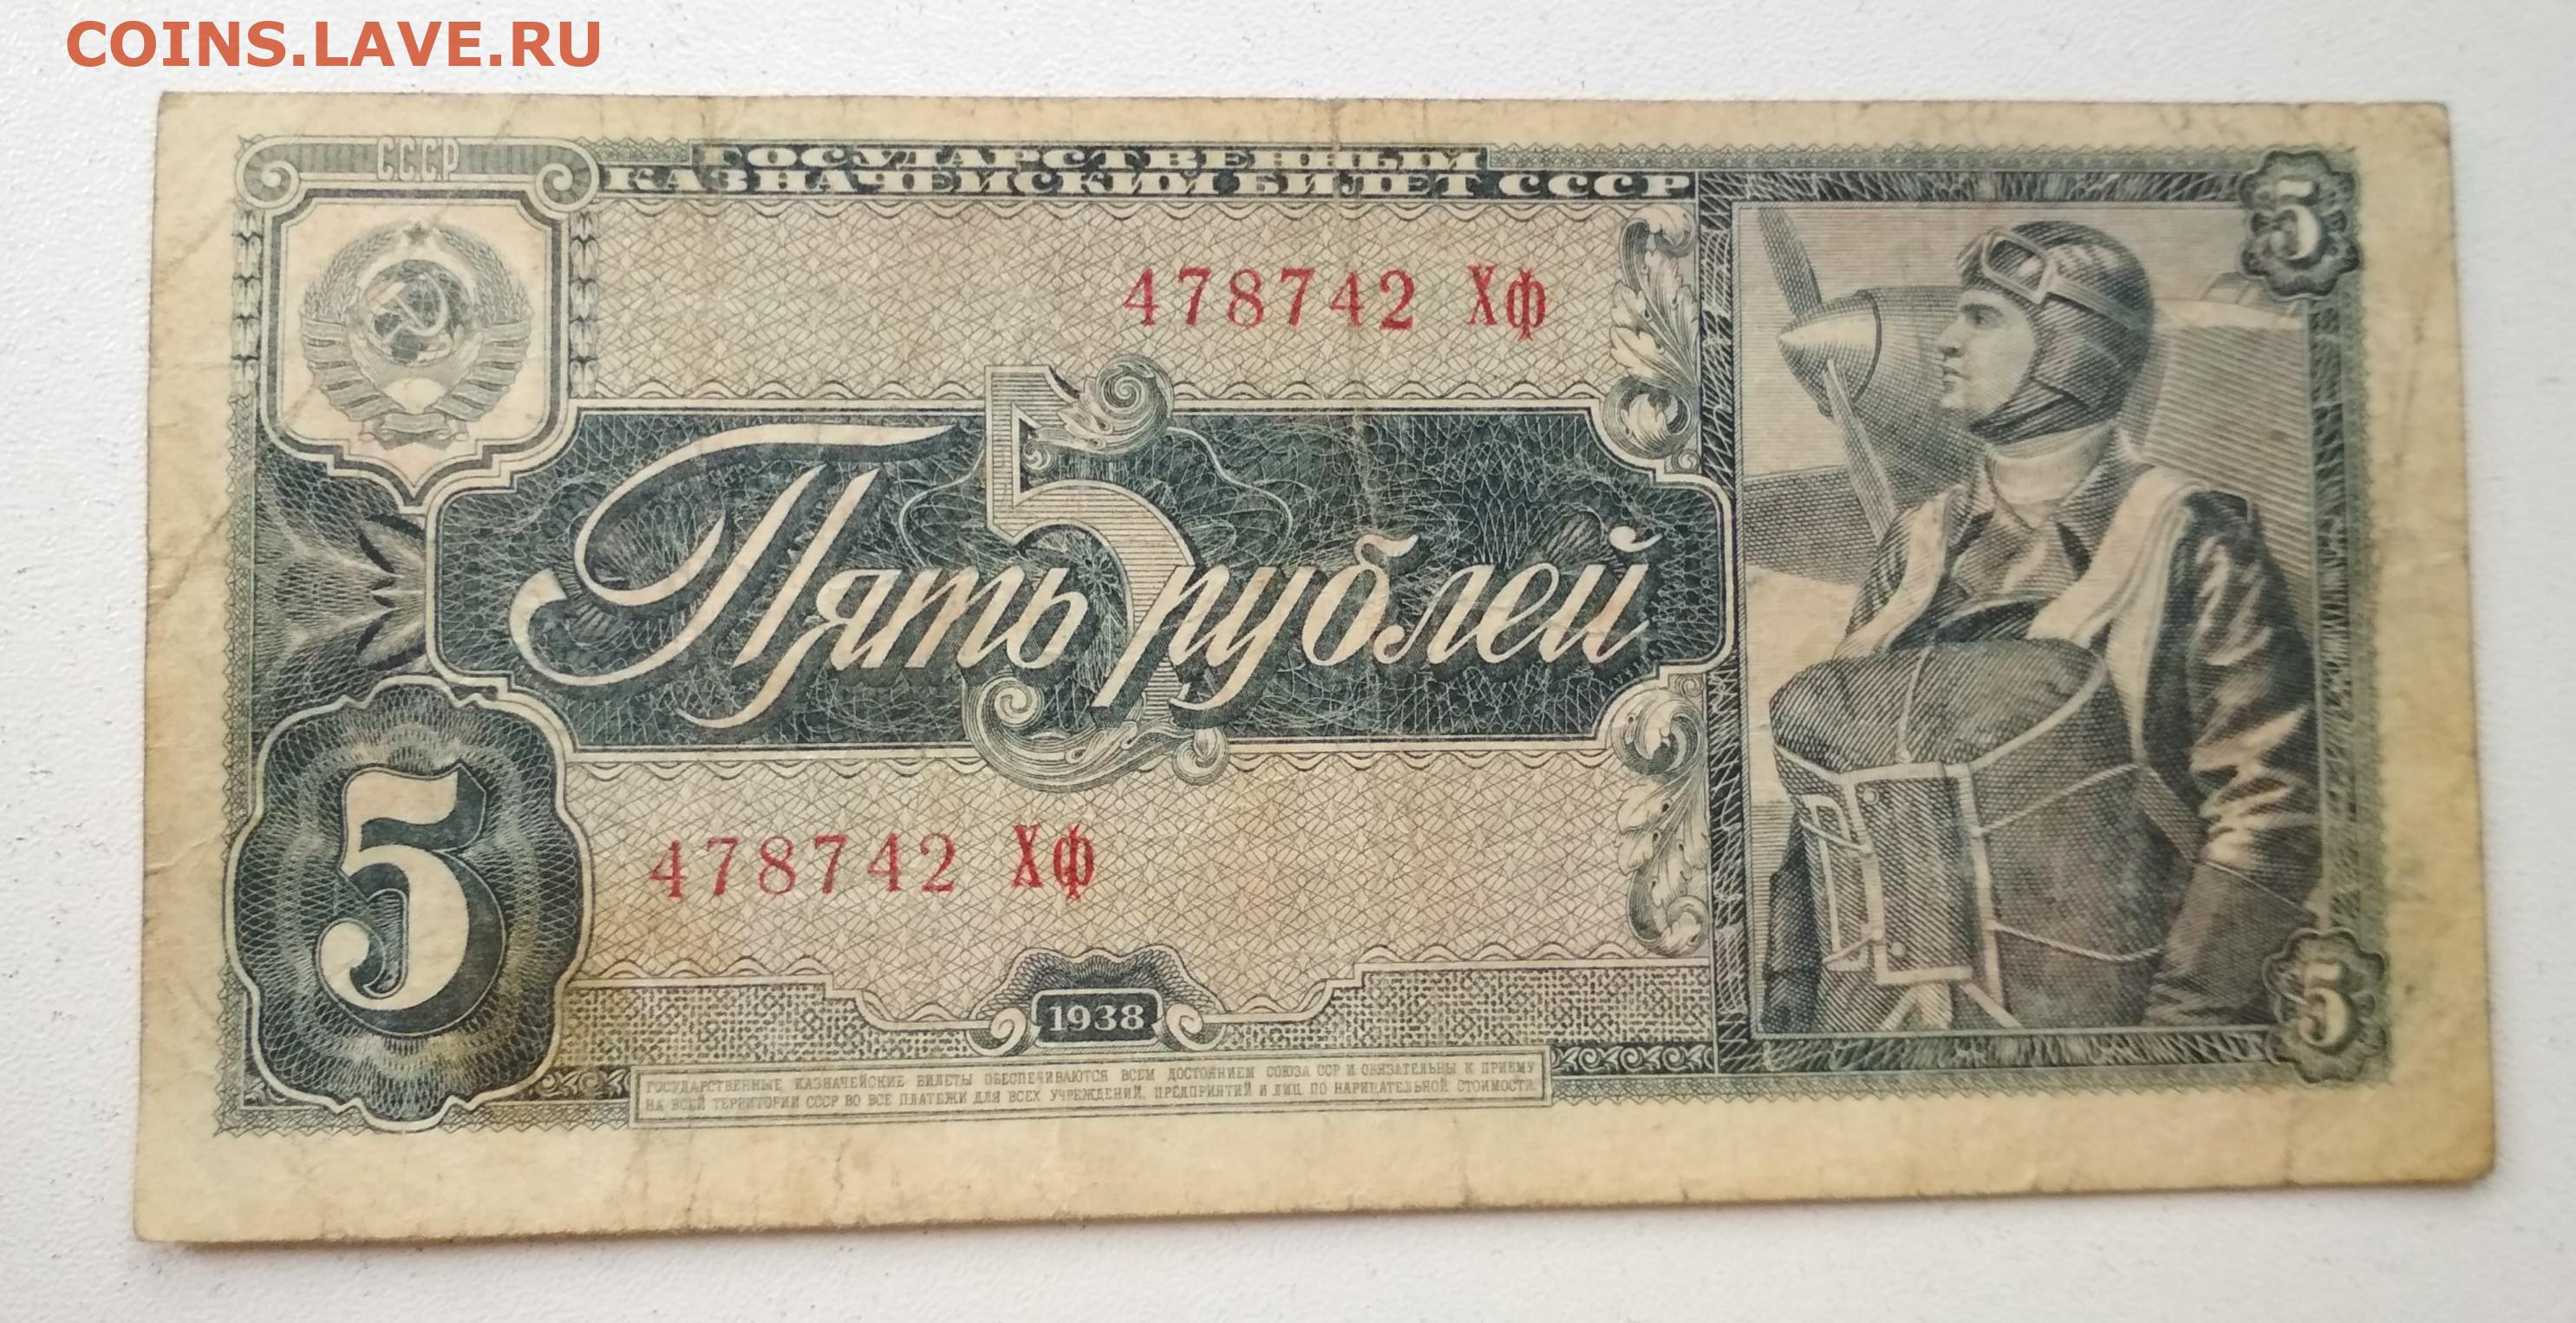 COINS.LAVE.RU
СССР
ГОСУДАРСТВЕННЫЙ
КАЗНАЧЕЙСКИЙ БИЛЕТ СССР
5
478742 Хф
5
Пять рублей
5
478742 Хф
1938
5
ГОСУДАРСТВЕННЫЕ КАЗНАЧЕЙСКИЕ БИЛЕТЫ ОБЕСПЕЧИВАЮТСЯ ВСЕМ ДОСТОЯНИЕМ СОЮЗА ССР И ОБЯЗАТЕЛЬНЫ К ПРИЕМУ
НА ВСЕЙ ТЕРРИТОРИИ СССР ВО ВСЕ ПЛАТЕЖИ ДЛЯ ВСЕХ УЧРЕЖДЕНИЙ, ПРЕДПРИЯТИЙ И ЛИЦ ПО НАРИЦАТЕЛЬНОЙ СТОИМОСТИ.